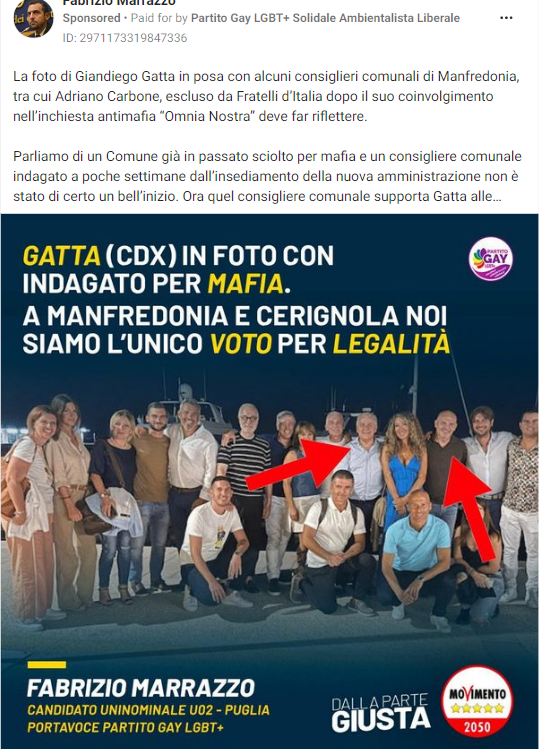 Fabrizio Marrazzo
Sponsored • Paid for by Partito Gay LGBT+ Solidale Ambientalista Liberale
ID: 2971173319847336
La foto di Giandiego Gatta in posa con alcuni consiglieri comunali di Manfredonia,
tra cui Adriano Carbone, escluso da Fratelli d'Italia dopo il suo coinvolgimento
nell'inchiesta antimafia “Omnia Nostra” deve far riflettere.
Parliamo di un Comune già in passato sciolto per mafia e un consigliere comunale
indagato a poche settimane dall'insediamento della nuova amministrazione non è
stato di certo un bell'inizio. Ora quel consigliere comunale supporta Gatta alle...
GATTA (CDX) IN FOTO CON
INDAGATO PER MAFIA.
A MANFREDONIA E CERIGNOLA NOI
SIAMO L'UNICO VOTO PER LEGALITÀ
PARTITO
GAY
FABRIZIO MARRAZZO
CANDIDATO UNINOMINALE U02 - PUGLIA
PORTAVOCE PARTITO GAY LGBT+
DALLA PARTE
GIUSTA
MOVIMENTO
2050